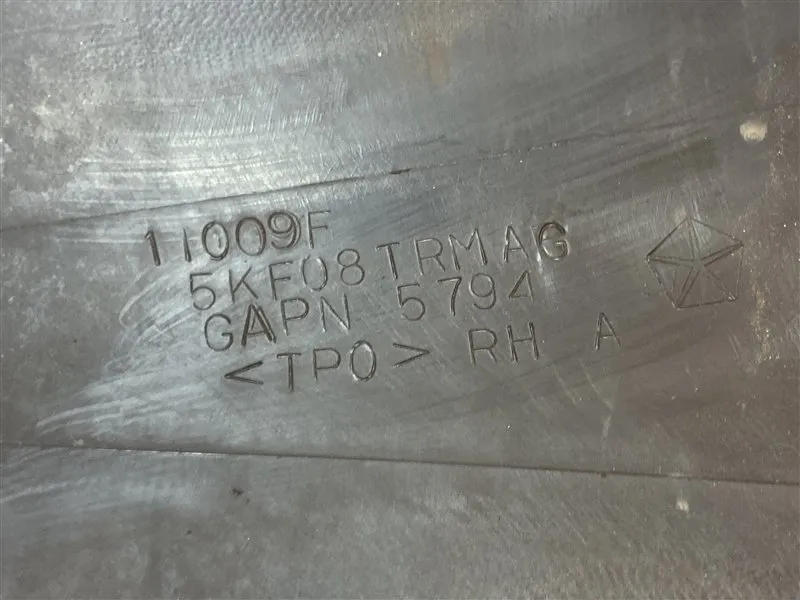 11009F
5KF08TRMAG
GAPN 5794
<TPO> RH A